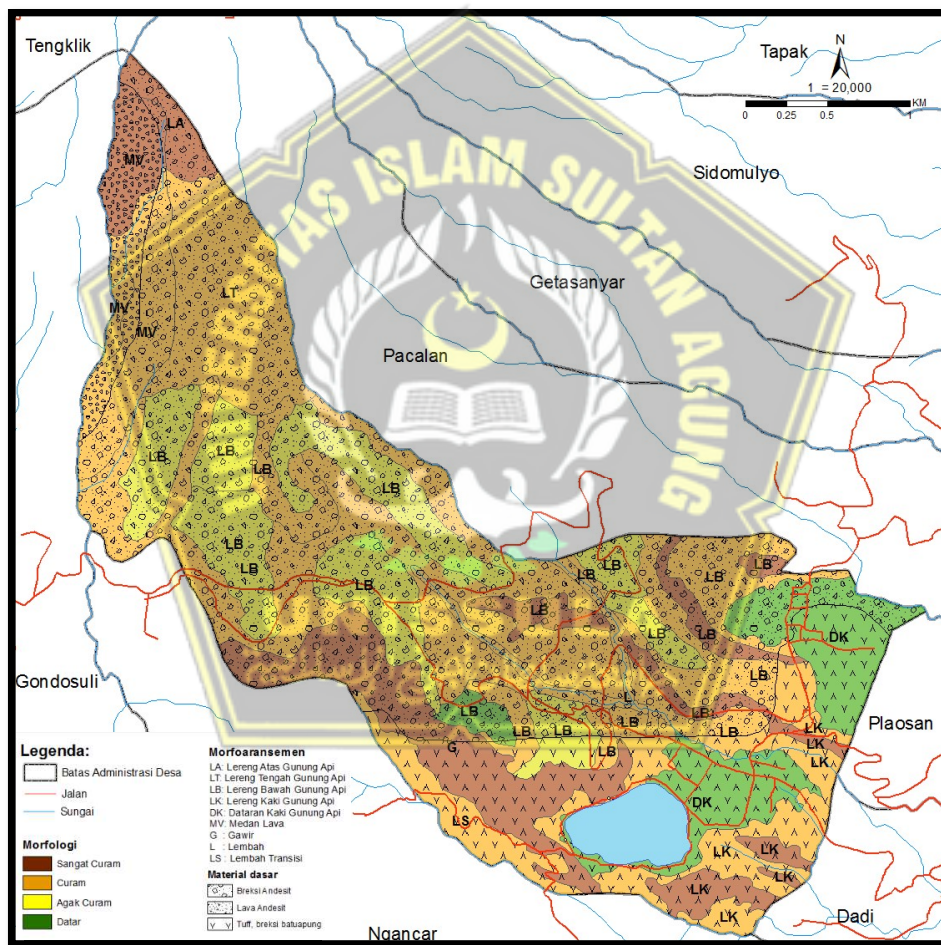 Tengklik
Tapak
N
1 = 20,000
KM
0 0.25 0.5 1
Sidomulyo
Getasanyar
Pacalan
UNIVERSITAS ISLAM SULTAN AGUNG
LA
MV
LT
MV
MV
LB
LB
LB
LB
LB
LB
LB
LB
LB
LB
LB
LB
LB
DK
LB
L
LB
LB
LB
LB
LB
LB
LB
G
LK
LK
LK
Gondosuli
Plaosan
LS
DK
LK
LK
LK
LK
LK
Dadi
Ngancar
Legenda:
Batas Administrasi Desa
Jalan
Sungai
Morfologi
Sangat Curam
Curam
Agak Curam
Datar
Morfoaransemen
LA: Lereng Atas Gunung Api
LT: Lereng Tengah Gunung Api
LB: Lereng Bawah Gunung Api
LK: Lereng Kaki Gunung Api
DK: Dataran Kaki Gunung Api
MV: Medan Lava
G : Gawir
L : Lembah
LS : Lembah Transisi
Material dasar
Breksi Andesit
Lava Andesit
Tuff, breksi batuapung